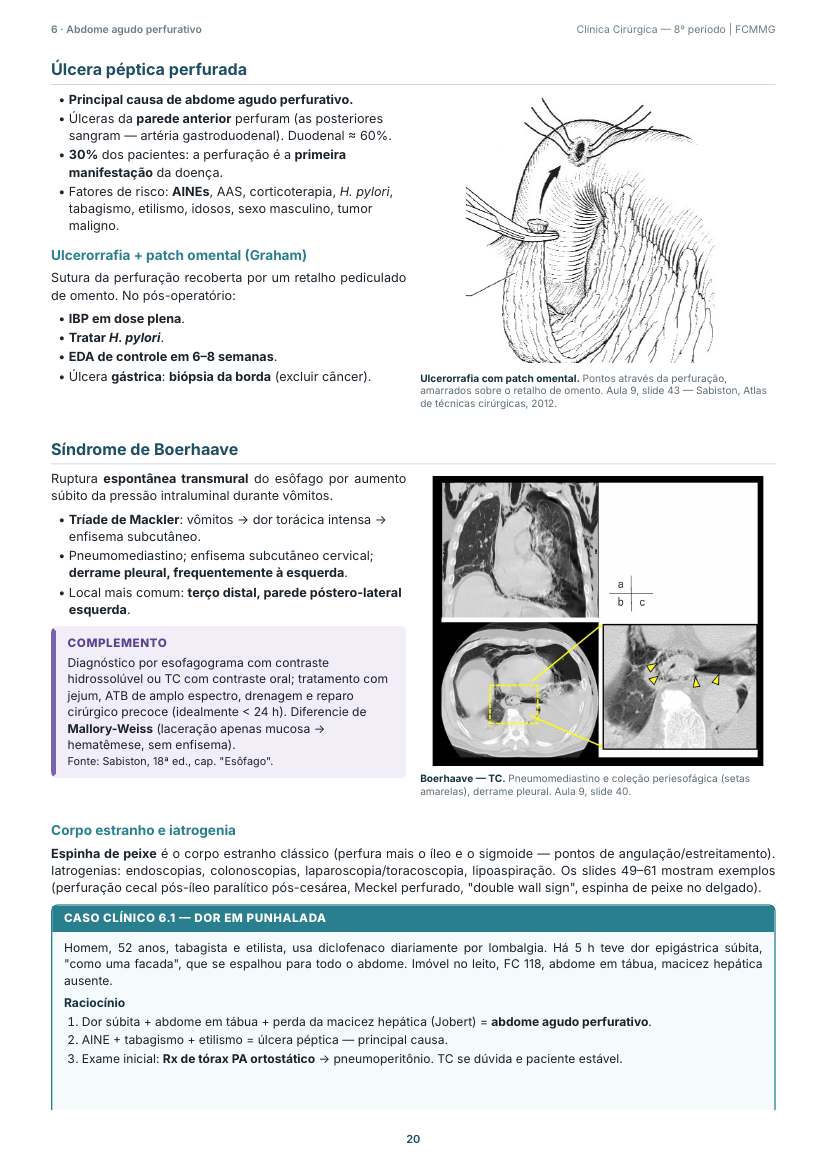 6 · Abdome agudo perfurativo
Clínica Cirúrgica — 8º período | FCMMG
Úlcera péptica perfurada
• Principal causa de abdome agudo perfurativo.
• Úlceras da parede anterior perfuram (as posteriores
sangram — artéria gastroduodenal). Duodenal ≈ 60%.
• 30% dos pacientes: a perfuração é a primeira
manifestação da doença.
• Fatores de risco: AINEs, AAS, corticoterapia, H. pylori,
tabagismo, etilismo, idosos, sexo masculino, tumor
maligno.
Ulcerorrafia + patch omental (Graham)
Sutura da perfuração recoberta por um retalho pediculado
de omento. No pós-operatório:
• IBP em dose plena.
• Tratar H. pylori.
• EDA de controle em 6–8 semanas.
• Úlcera gástrica: biópsia da borda (excluir câncer).
Ulcerorrafia com patch omental. Pontos através da perfuração,
amarrados sobre o retalho de omento. Aula 9, slide 43 — Sabiston, Atlas
de técnicas cirúrgicas, 2012.
Síndrome de Boerhaave
Ruptura espontânea transmural do esôfago por aumento
súbito da pressão intraluminal durante vômitos.
• Tríade de Mackler: vômitos → dor torácica intensa →
enfisema subcutâneo.
• Pneumomediastino; enfisema subcutâneo cervical;
derrame pleural, frequentemente à esquerda.
• Local mais comum: terço distal, parede póstero-lateral
esquerda.
COMPLEMENTO
Diagnóstico por esofagograma com contraste
hidrossolúvel ou TC com contraste oral; tratamento com
jejum, ATB de amplo espectro, drenagem e reparo
cirúrgico precoce (idealmente < 24 h). Diferencie de
Mallory-Weiss (laceração apenas mucosa →
hematêmese, sem enfisema).
Fonte: Sabiston, 18ª ed., cap. "Esôfago".
a
b c
Boerhaave — TC. Pneumomediastino e coleção periesofágica (setas
amarelas), derrame pleural. Aula 9, slide 40.
Corpo estranho e iatrogenia
Espinha de peixe é o corpo estranho clássico (perfura mais o íleo e o sigmoide — pontos de angulação/estreitamento).
Iatrogenias: endoscopias, colonoscopias, laparoscopia/toracoscopia, lipoaspiração. Os slides 49–61 mostram exemplos
(perfuração cecal pós-íleo paralítico pós-cesárea, Meckel perfurado, "double wall sign", espinha de peixe no delgado).
CASO CLÍNICO 6.1 — DOR EM PUNHALADA
Homem, 52 anos, tabagista e etilista, usa diclofenaco diariamente por lombalgia. Há 5 h teve dor epigástrica súbita,
"como uma facada", que se espalhou para todo o abdome. Imóvel no leito, FC 118, abdome em tábua, macicez hepática
ausente.
Raciocínio
1. Dor súbita + abdome em tábua + perda da macicez hepática (Jobert) = abdome agudo perfurativo.
2. AINE + tabagismo + etilismo = úlcera péptica — principal causa.
3. Exame inicial: Rx de tórax PA ortostático → pneumoperitônio. TC se dúvida e paciente estável.
20